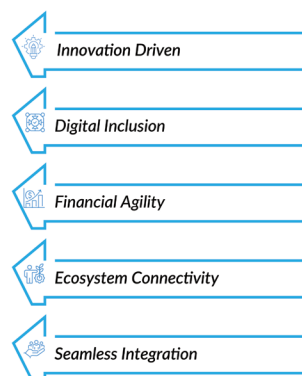 Innovation Driven
Digital Inclusion
Financial Agility
Ecosystem Connectivity
Seamless Integration